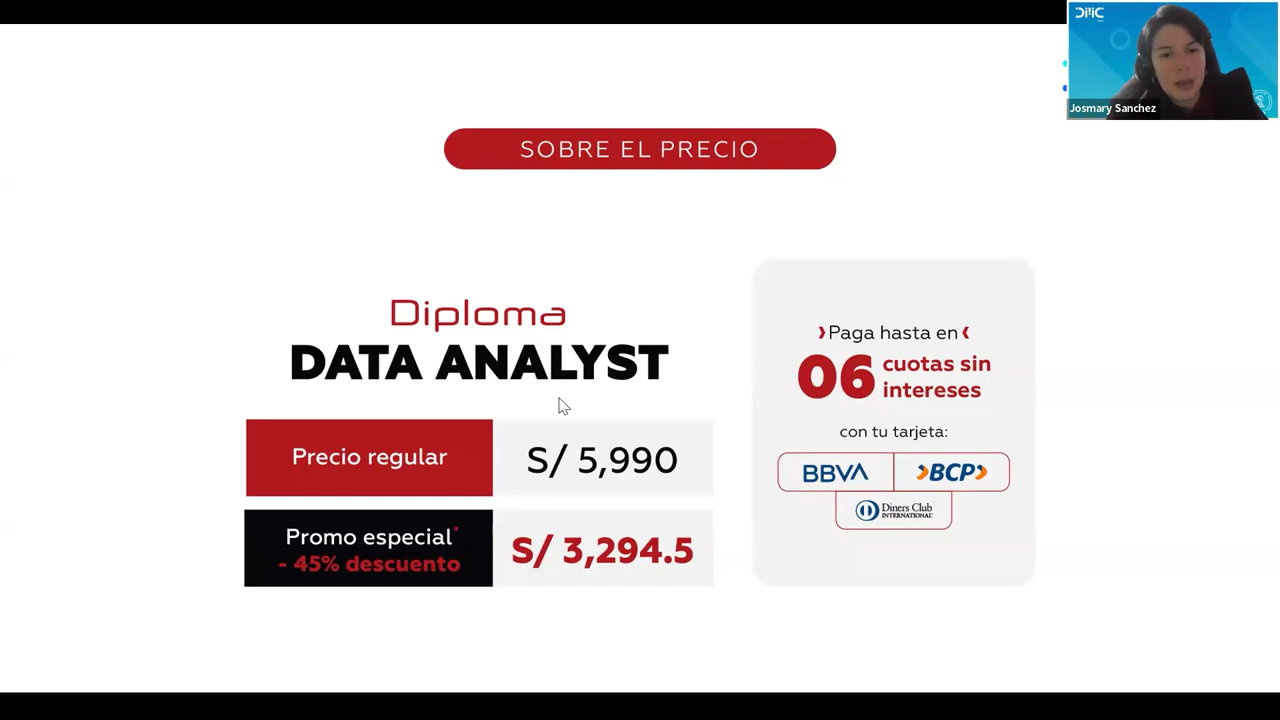 DMC
Josmary Sanchez
SOBRE EL PRECIO
Diploma
DATA ANALYST
Precio regular
S/ 5,990
Promo especial*
- 45% descuento
S/ 3,294.5
Paga hasta en
06 cuotas sin
intereses
con tu tarjeta:
BBVA
BCP
Diners Club
INTERNATIONAL